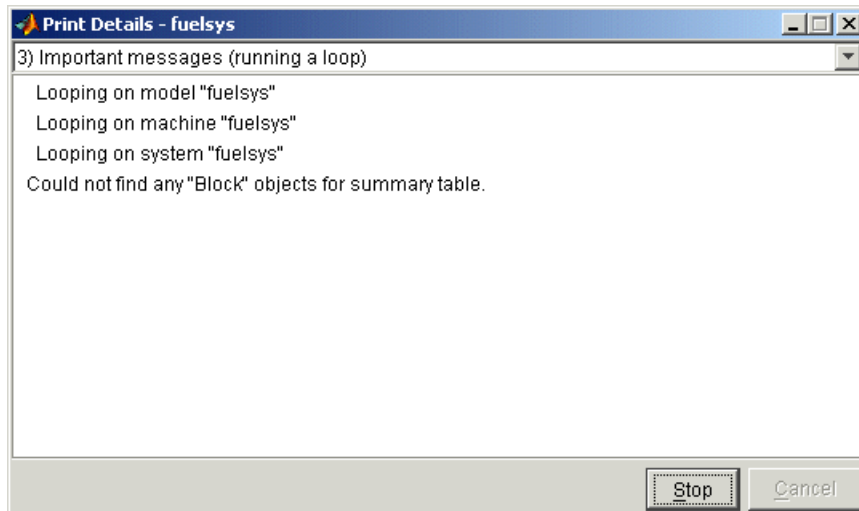 Print Details - fuelsys
3) Important messages (running a loop)
Looping on model "fuelsys"
Looping on machine "fuelsys"
Looping on system "fuelsys"
Could not find any "Block" objects for summary table.
Stop
Cancel